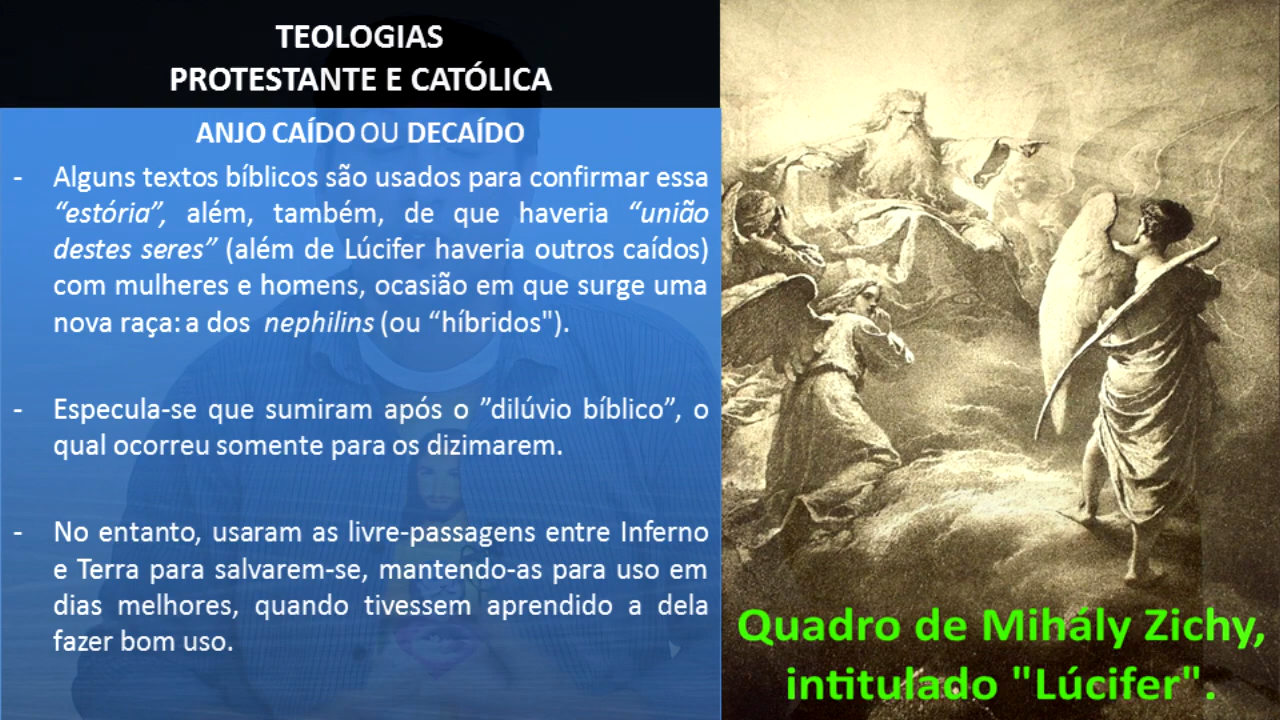 TEOLOGIAS
PROTESTANTE E CATÓLICA
ANJO CAÍDO OU DECAÍDO
- Alguns textos bíblicos são usados para confirmar essa
“estória”, além, também, de que haveria “união
destes seres” (além de Lúcifer haveria outros caídos)
com mulheres e homens, ocasião em que surge uma
nova raça: a dos nephilins (ou “híbridos").
- Especula-se que sumiram após o ”dilúvio bíblico”, o
qual ocorreu somente para os dizimarem.
- No entanto, usaram as livre-passagens entre Inferno
e Terra para salvarem-se, mantendo-as para uso em
dias melhores, quando tivessem aprendido a dela
fazer bom uso.
Quadro de Mihály Zichy,
intitulado "Lúcifer".